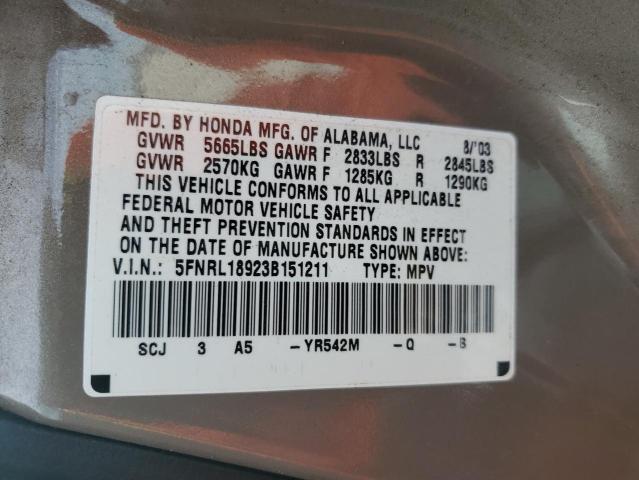 MFD. BY HONDA MFG. OF ALABAMA, LLC 8/'03
GVWR 5665LBS GAWR F 2833LBS R 2845LBS
GVWR 2570KG GAWR F 1285KG R 1290KG
THIS VEHICLE CONFORMS TO ALL APPLICABLE
FEDERAL MOTOR VEHICLE SAFETY
AND THEFT PREVENTION STANDARDS IN EFFECT
ON THE DATE OF MANUFACTURE SHOWN ABOVE:
V.I.N.: 5FNRL18923B151211 TYPE: MPV
SCJ 3 A5 -YR542M -Q -B